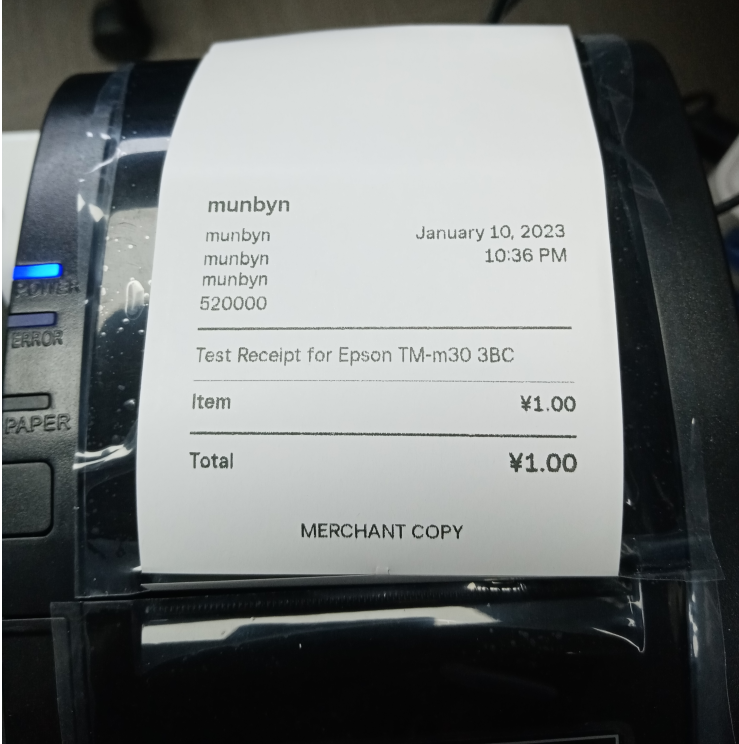 munbyn
munbyn January 10, 2023
munbyn 10:36 PM
munbyn
520000
Test Receipt for Epson TM-m30 3BC
Item ¥1.00
Total ¥1.00
MERCHANT COPY
POWER
ERROR
PAPER